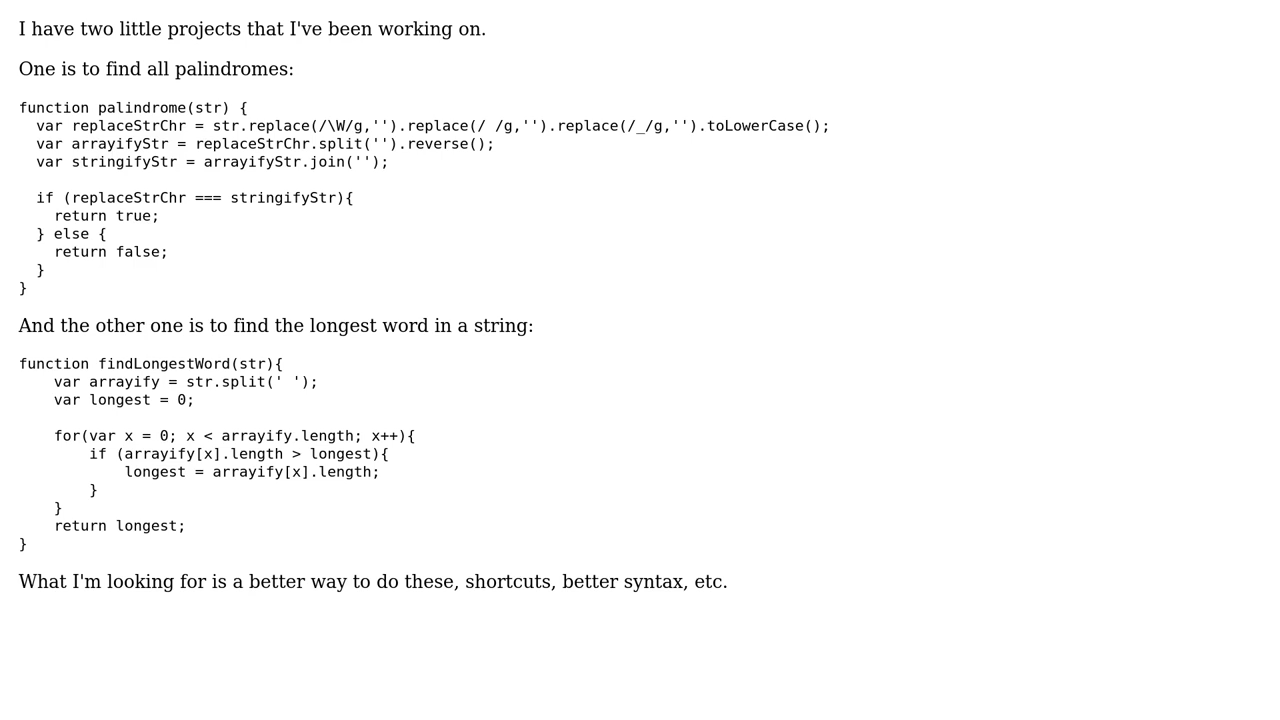 I have two little projects that I've been working on.
One is to find all palindromes:
function palindrome(str) {
  var replaceStrChr = str.replace(/\W/g,'').replace(/ /g,'').replace(/_/g,'').toLowerCase();
  var arrayifyStr = replaceStrChr.split('').reverse();
  var stringifyStr = arrayifyStr.join('');

  if (replaceStrChr === stringifyStr){
    return true;
  } else {
    return false;
  }
}
And the other one is to find the longest word in a string:
function findLongestWord(str){
    var arrayify = str.split(' ');
    var longest = 0;

    for(var x = 0; x < arrayify.length; x++){
        if (arrayify[x].length > longest){
            longest = arrayify[x].length;
        }
    }
    return longest;
}
What I'm looking for is a better way to do these, shortcuts, better syntax, etc.